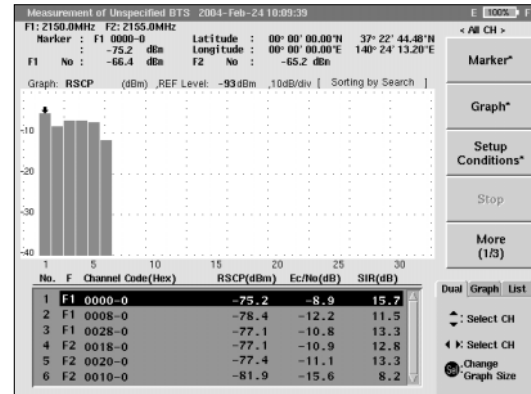 Measurement of Unspecified BTS 2004-Feb-24 10:09:39 E 100% F
F1: 2150.0MHz F2: 2155.0MHz
Marker : F1 0000-0 Latitude : 00° 00' 00.00"N 37° 22' 44.48"N
: -75.2 dBm Longitude : 00° 00' 00.00"E 140° 24' 13.20"E
F1 No : -66.4 dBm F2 No : -65.2 dBm
Graph: RSCP (dBm) ,REF Level: -93dBm ,10dB/div [ Sorting by Search ]
-10
-20
-30
-40
1 5 10 15 20 25 30
No. F Channel Code(Hex) RSCP(dBm) Ec/No(dB) SIR(dB)
1 F1 0000-0 -75.2 -8.9 15.7
2 F1 0008-0 -78.4 -12.2 11.5
3 F1 0028-0 -77.1 -10.8 13.3
4 F2 0018-0 -77.1 -10.9 12.8
5 F2 0020-0 -77.4 -11.1 13.3
6 F2 0010-0 -81.9 -15.6 8.2
< All CH >
Marker*
Graph*
Setup
Conditions*
Stop
More
(1/3)
Dual Graph List
: Select CH
: Select CH
Sel :Change
Graph Size